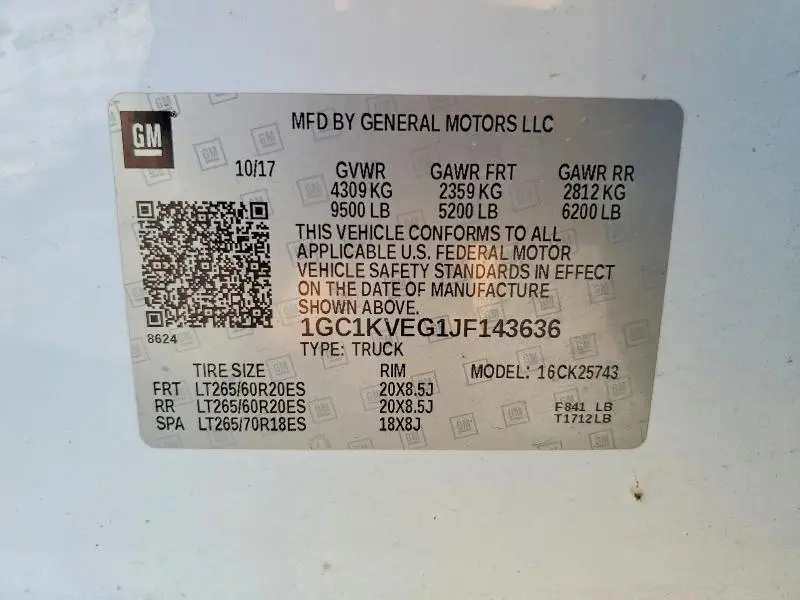 GM
MFD BY GENERAL MOTORS LLC
10/17 GVWR GAWR FRT GAWR RR
4309 KG 2359 KG 2812 KG
9500 LB 5200 LB 6200 LB
THIS VEHICLE CONFORMS TO ALL
APPLICABLE U.S. FEDERAL MOTOR
VEHICLE SAFETY STANDARDS IN EFFECT
ON THE DATE OF MANUFACTURE
SHOWN ABOVE.
8624
1GC1KVEG1JF143636
TYPE: TRUCK
TIRE SIZE RIM MODEL: 16CK25743
FRT LT265/60R20ES 20X8.5J
RR LT265/60R20ES 20X8.5J F841 LB
SPA LT265/70R18ES 18X8J T1712LB